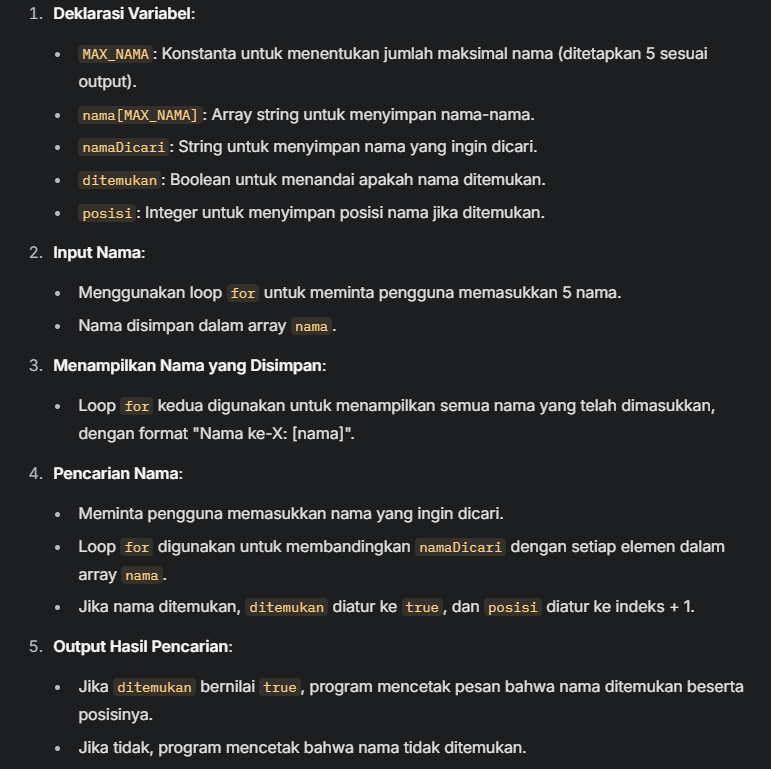 1. Deklarasi Variabel:
• MAX_NAMA: Konstanta untuk menentukan jumlah maksimal nama (ditetapkan 5 sesuai
output).
• nama[MAX_NAMA]: Array string untuk menyimpan nama-nama.
• namaDicari: String untuk menyimpan nama yang ingin dicari.
• ditemukan: Boolean untuk menandai apakah nama ditemukan.
• posisi: Integer untuk menyimpan posisi nama jika ditemukan.
2. Input Nama:
• Menggunakan loop for untuk meminta pengguna memasukkan 5 nama.
• Nama disimpan dalam array nama.
3. Menampilkan Nama yang Disimpan:
• Loop for kedua digunakan untuk menampilkan semua nama yang telah dimasukkan,
dengan format "Nama ke-X: [nama]".
4. Pencarian Nama:
• Meminta pengguna memasukkan nama yang ingin dicari.
• Loop for digunakan untuk membandingkan namaDicari dengan setiap elemen dalam
array nama.
• Jika nama ditemukan, ditemukan diatur ke true, dan posisi diatur ke indeks + 1.
5. Output Hasil Pencarian:
• Jika ditemukan bernilai true, program mencetak pesan bahwa nama ditemukan beserta
posisinya.
• Jika tidak, program mencetak bahwa nama tidak ditemukan.